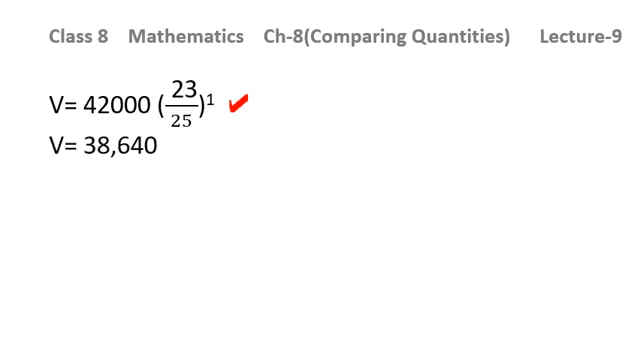 Class 8 Mathematics Ch-8(Comparing Quantities) Lecture-9
V= 42000 (23/25)¹ ✔
V= 38,640